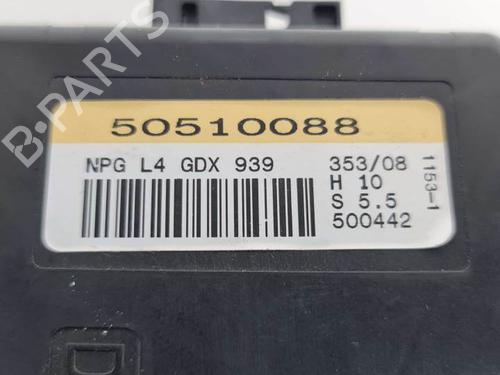 B-PARTS
50510088
NPG L4 GDX 939
353/08
H 10
S 5.5
500442
1153-1